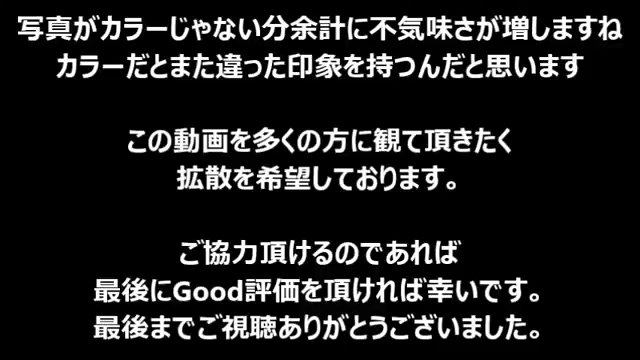 写真がカラーじゃない分余計に不気味さが増しますね
カラーだとまた違った印象を持つんだと思います
この動画を多くの方に観て頂きたく
拡散を希望しております。
ご協力頂けるのであれば
最後にGood評価を頂ければ幸いです。
最後までご視聴ありがとうございました。